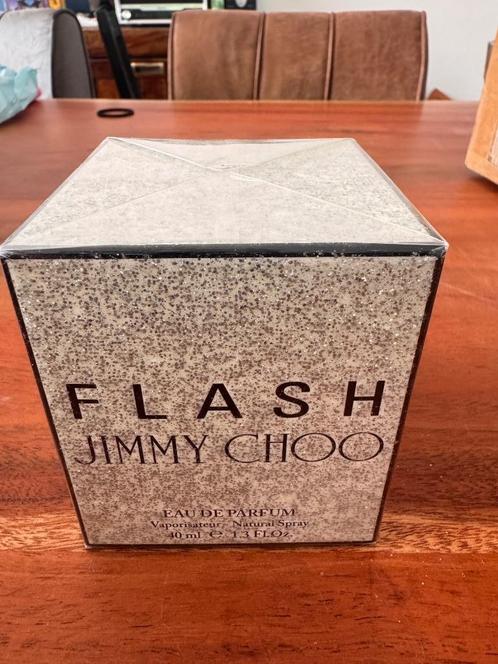 FLASH
JIMMY CHOO
EAU DE PARFUM
Vaporisateur Natural Spray
40 ml e 1.3 FL.Oz.